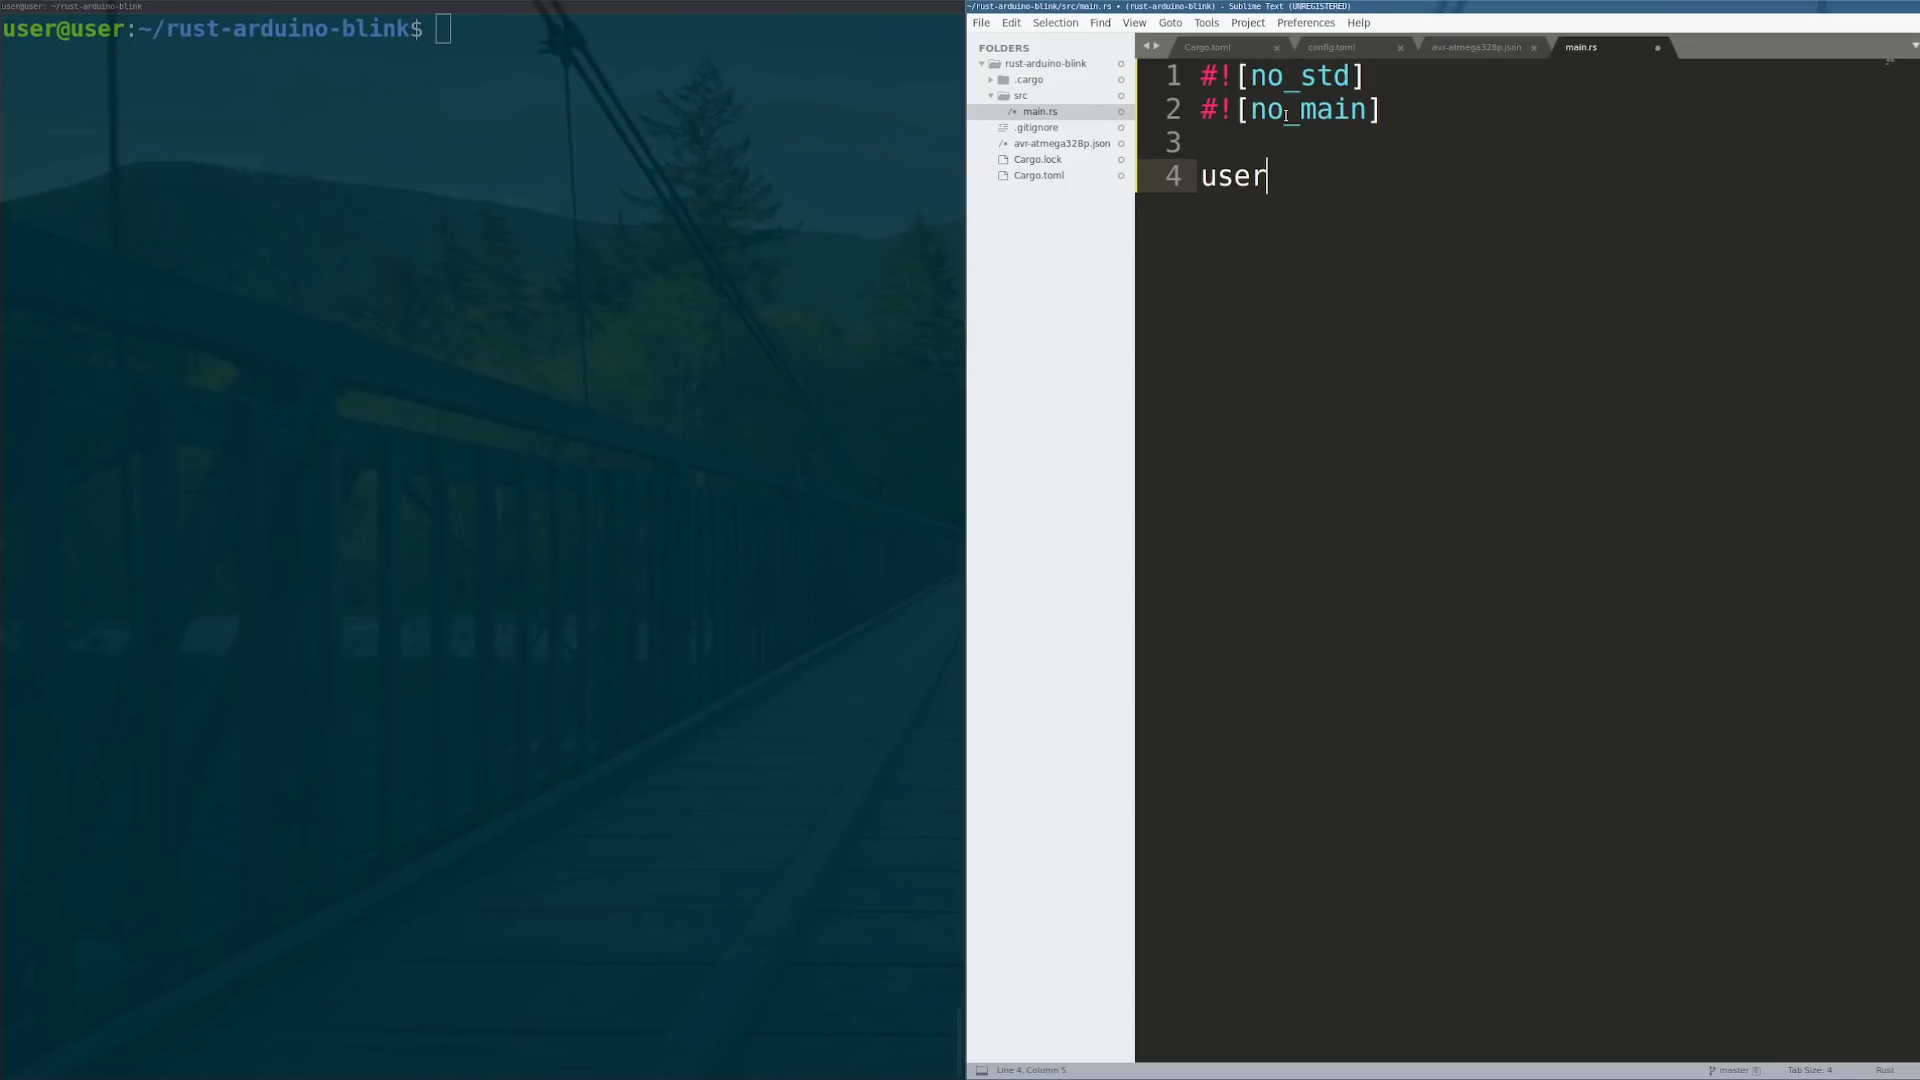 user@user: ~/rust-arduino-blink
user@user:~/rust-arduino-blink$
~/rust-arduino-blink/src/main.rs • (rust-arduino-blink) - Sublime Text (UNREGISTERED)
File Edit Selection Find View Goto Tools Project Preferences Help
FOLDERS
rust-arduino-blink
.cargo
src
/* main.rs
.gitignore
/* avr-atmega328p.json
Cargo.lock
Cargo.toml
Cargo.toml × config.toml × avr-atmega328p.json × main.rs •
1 #![no_std]
2 #![no_main]
3
4 user
Line 4, Column 5
master 6 Tab Size: 4 Rust